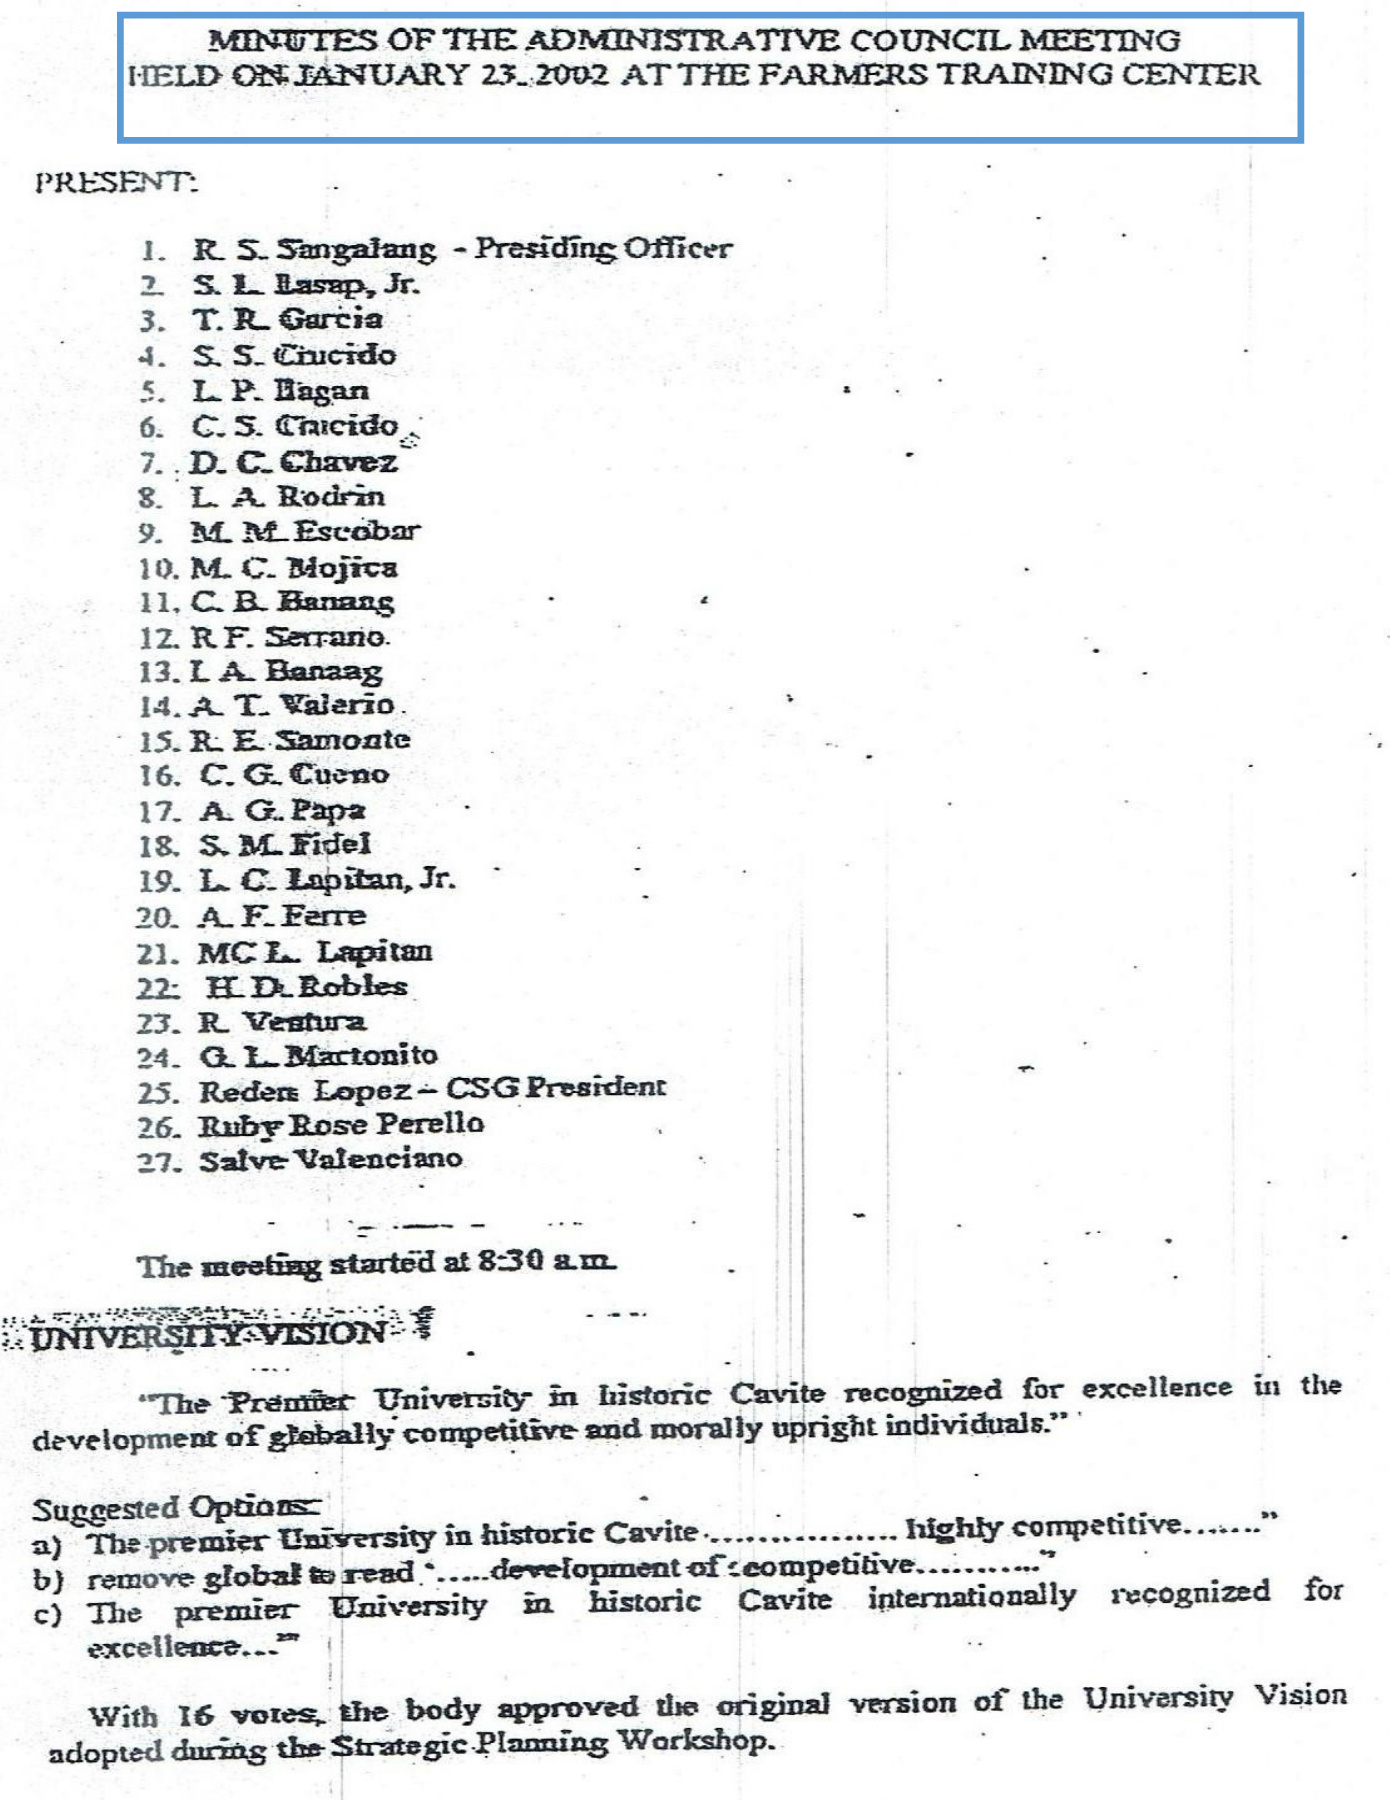 MINUTES OF THE ADMINISTRATIVE COUNCIL MEETING
HELD ON JANUARY 23, 2002 AT THE FARMERS TRAINING CENTER
PRESENT:
1. R. S. Sangalang - Presiding Officer
2. S. L. Lasap, Jr.
3. T. R. Garcia
4. S. S. Crucido
5. L. P. Ilagan
6. C. S. Crucido
7. D. C. Chavez
8. L. A. Rodrin
9. M. M. Escobar
10. M. C. Mojica
11. C. B. Banang
12. R F. Serrano
13. I. A. Banaag
14. A. T. Valerio
15. R. E. Samonte
16. C. G. Cueno
17. A. G. Papa
18. S. M. Fidel
19. L. C. Lapitan, Jr.
20. A. F. Ferre
21. MC L. Lapitan
22. H. D. Robles
23. R. Ventura
24. G. L. Martonito
25. Reden Lopez – CSG President
26. Ruby Rose Perello
27. Salve Valenciano
The meeting started at 8:30 a.m.
UNIVERSITY VISION
"The Premier University in historic Cavite recognized for excellence in the
development of globally competitive and morally upright individuals."
Suggested Options:
a) The premier University in historic Cavite................. highly competitive......."
b) remove global to read ".....development of competitive..........."
c) The premier University in historic Cavite internationally recognized for
excellence...."
With 16 votes, the body approved the original version of the University Vision
adopted during the Strategic Planning Workshop.